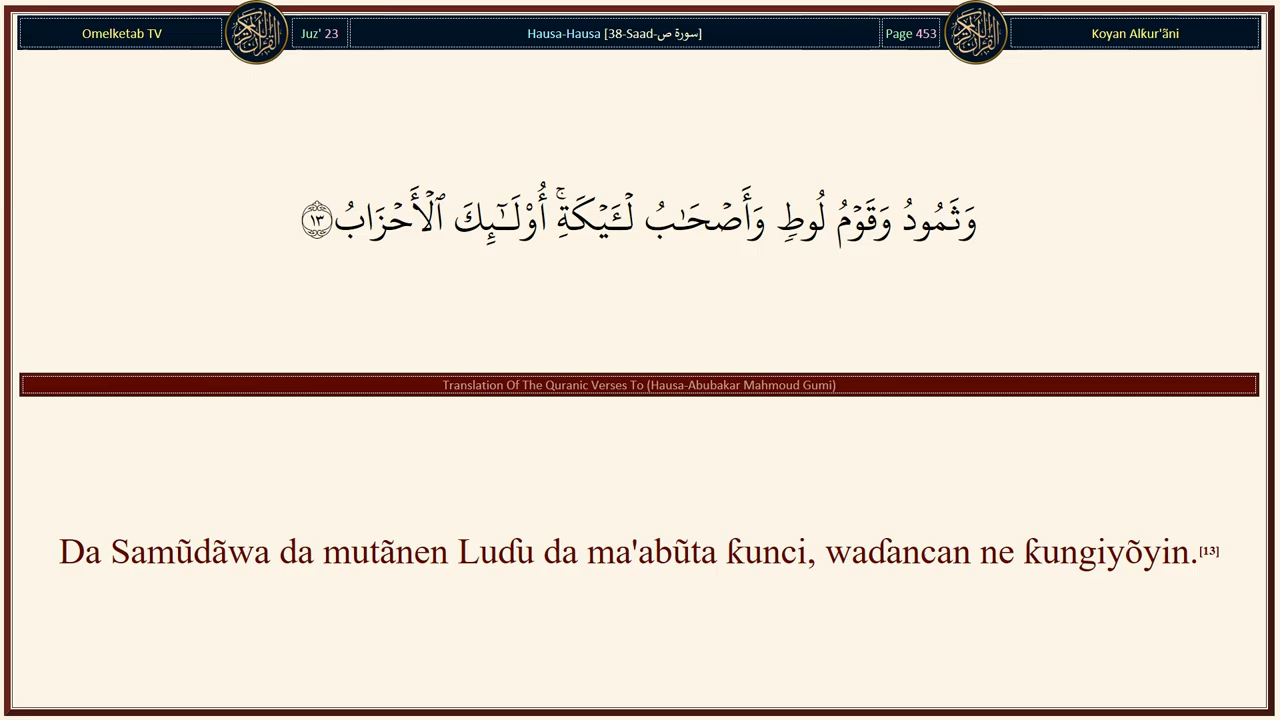 Omelketab TV
Juz' 23
Hausa-Hausa [38-Saad-سورة ص]
Page 453
Koyan Alƙur'ãni
وَثَمُودُ وَقَوۡمُ لُوطٖ وَأَصۡحَٰبُ لۡـَٔيۡكَةِۚ أُوْلَـٰٓئِكَ ٱلۡأَحۡزَابُ ١٣
Translation Of The Quranic Verses To (Hausa-Abubakar Mahmoud Gumi)
Da Samũdãwa da mutãnen Luɗu da ma'abũta ƙunci, waɗancan ne ƙungiyõyin.[13]